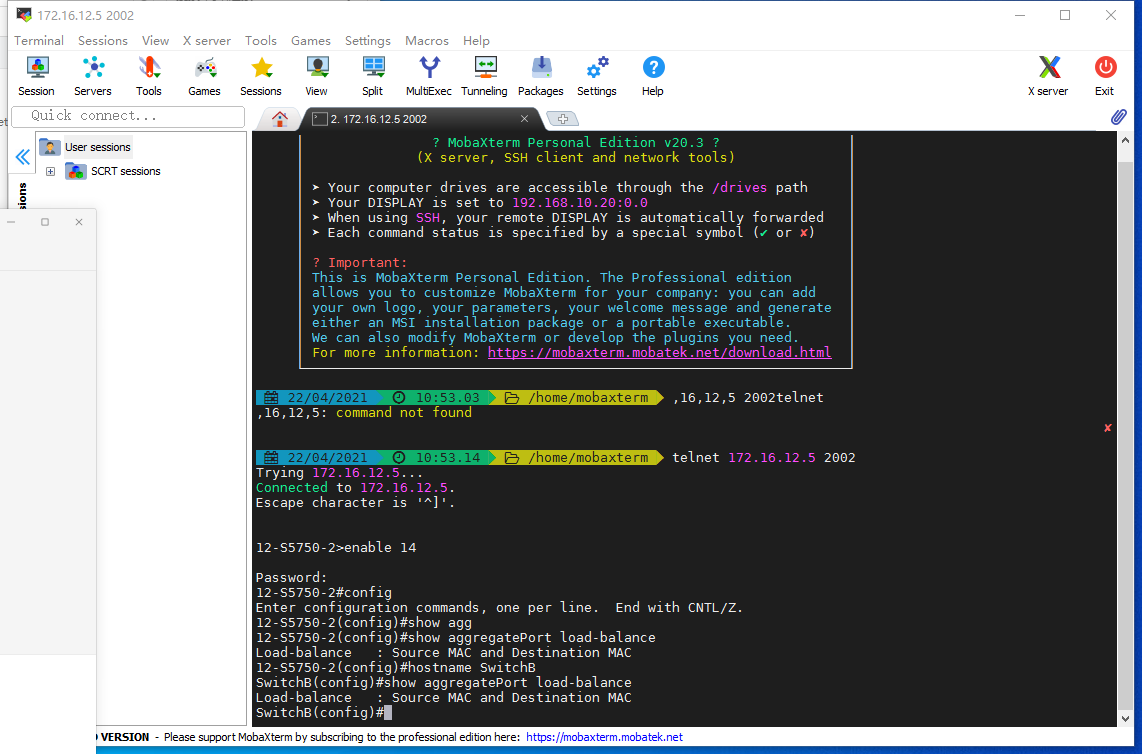 172.16.12.5 2002
Terminal Sessions View X server Tools Games Settings Macros Help
Session Servers Tools Games Sessions View Split MultiExec Tunneling Packages Settings Help X server Exit
Quick connect...
2. 172.16.12.5 2002
User sessions
SCRT sessions
? MobaXterm Personal Edition v20.3 ?
(X server, SSH client and network tools)
➤ Your computer drives are accessible through the /drives path
➤ Your DISPLAY is set to 192.168.10.20:0.0
➤ When using SSH, your remote DISPLAY is automatically forwarded
➤ Each command status is specified by a special symbol (✔ or ✘)
? Important:
This is MobaXterm Personal Edition. The Professional edition
allows you to customize MobaXterm for your company: you can add
your own logo, your parameters, your welcome message and generate
either an MSI installation package or a portable executable.
We can also modify MobaXterm or develop the plugins you need.
For more information: https://mobaxterm.mobatek.net/download.html
22/04/2021 10:53.03 /home/mobaxterm ,16,12,5 2002telnet
,16,12,5: command not found
✘
22/04/2021 10:53.14 /home/mobaxterm telnet 172.16.12.5 2002
Trying 172.16.12.5...
Connected to 172.16.12.5.
Escape character is '^]'.
12-S5750-2>enable 14
Password:
12-S5750-2#config
Enter configuration commands, one per line.  End with CNTL/Z.
12-S5750-2(config)#show agg
12-S5750-2(config)#show aggregatePort load-balance
Load-balance   : Source MAC and Destination MAC
12-S5750-2(config)#hostname SwitchB
SwitchB(config)#show aggregatePort load-balance
Load-balance   : Source MAC and Destination MAC
SwitchB(config)#
VERSION - Please support MobaXterm by subscribing to the professional edition here: https://mobaxterm.mobatek.net